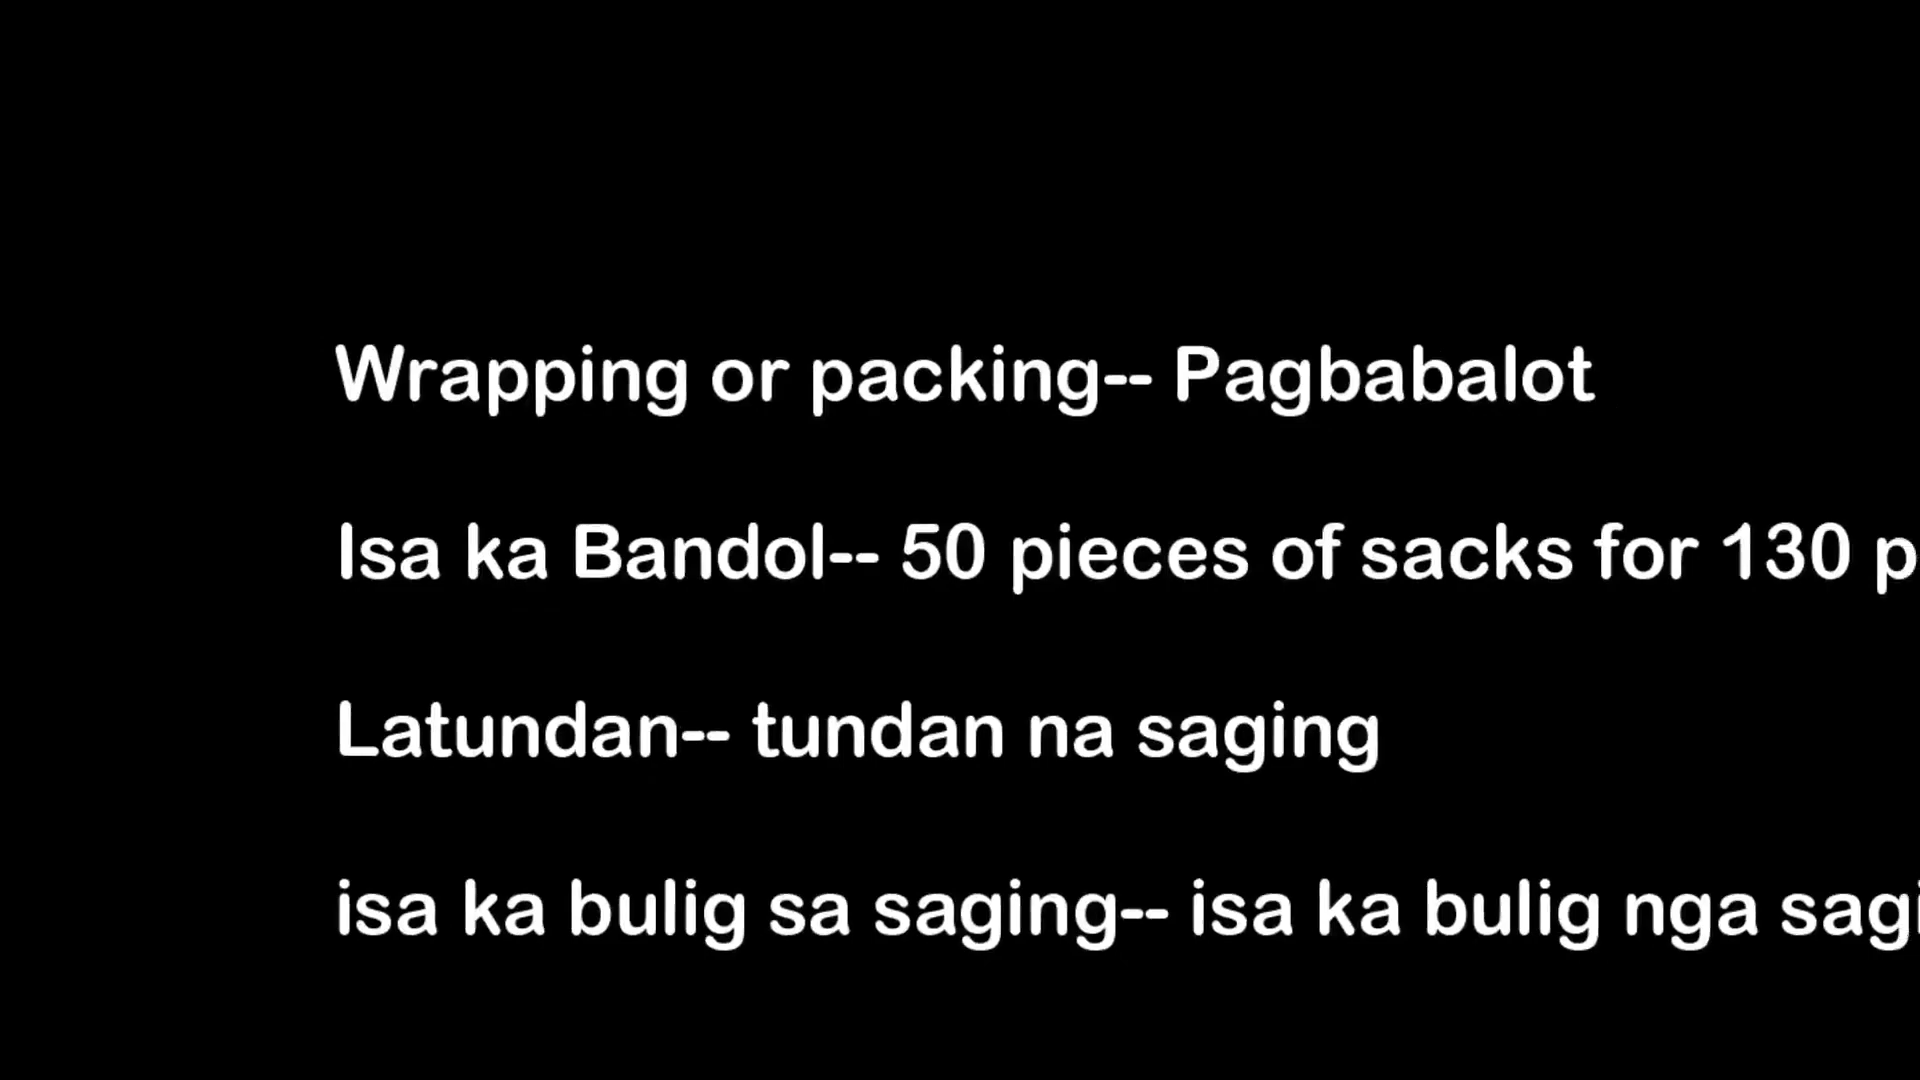 Wrapping or packing-- Pagbabalot
Isa ka Bandol-- 50 pieces of sacks for 130 p
Latundan-- tundan na saging
isa ka bulig sa saging-- isa ka bulig nga sagi